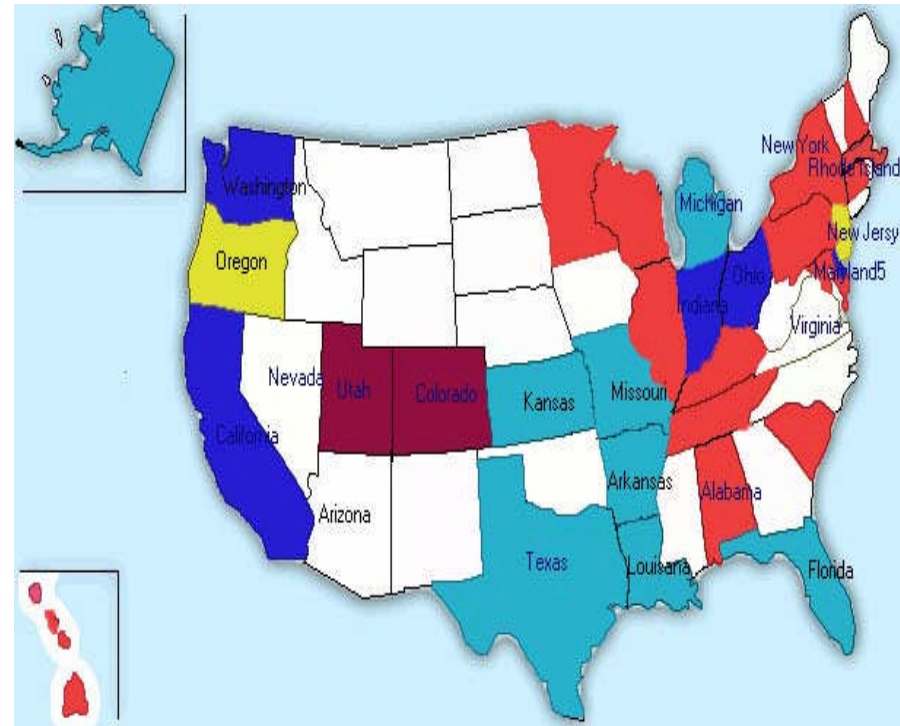 New York
Rhode Island
Washington
Michigan
New Jersy
Oregon
Maryland5
Ohio
Indiana
Virginia
Nevada
Utah
Colorado
Kansas
Missouri
California
Arkansas
Alabama
Arizona
Texas
Louisana
Florida